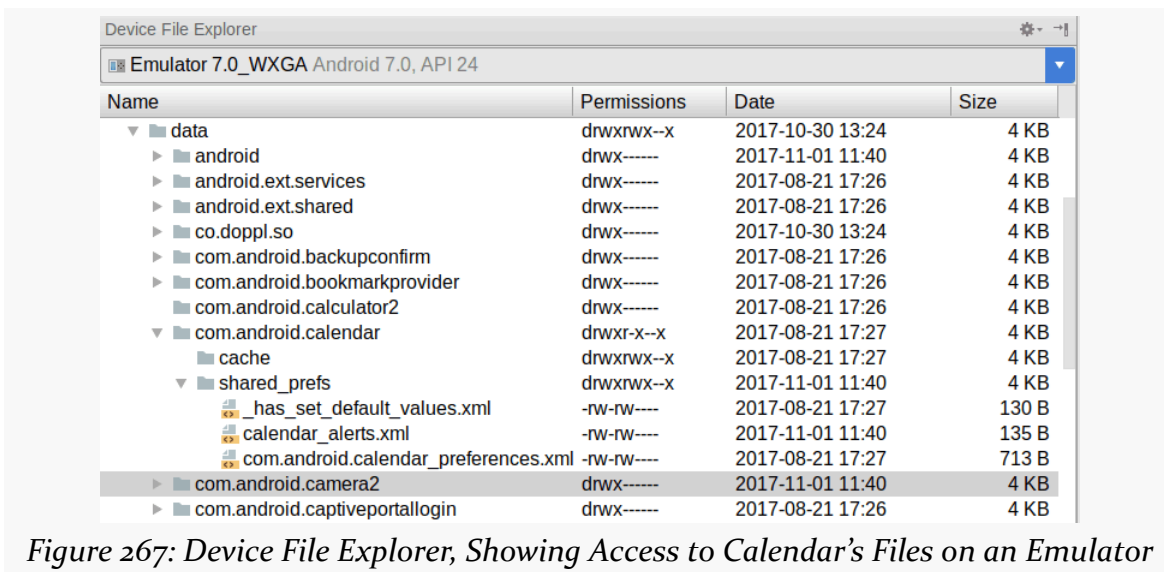 Device File Explorer
Emulator 7.0_WXGA Android 7.0, API 24
Name Permissions Date Size
data drwxrwx--x 2017-10-30 13:24 4 KB
android drwx------ 2017-11-01 11:40 4 KB
android.ext.services drwx------ 2017-08-21 17:26 4 KB
android.ext.shared drwx------ 2017-08-21 17:26 4 KB
co.doppl.so drwx------ 2017-10-30 13:24 4 KB
com.android.backupconfirm drwx------ 2017-08-21 17:26 4 KB
com.android.bookmarkprovider drwx------ 2017-08-21 17:26 4 KB
com.android.calculator2 drwx------ 2017-08-21 17:26 4 KB
com.android.calendar drwxr-x--x 2017-08-21 17:27 4 KB
cache drwxrwx--x 2017-08-21 17:27 4 KB
shared_prefs drwxrwx--x 2017-11-01 11:40 4 KB
_has_set_default_values.xml -rw-rw---- 2017-08-21 17:27 130 B
calendar_alerts.xml -rw-rw---- 2017-11-01 11:40 135 B
com.android.calendar_preferences.xml -rw-rw---- 2017-08-21 17:27 713 B
com.android.camera2 drwx------ 2017-11-01 11:40 4 KB
com.android.captiveportallogin drwx------ 2017-08-21 17:26 4 KB
Figure 267: Device File Explorer, Showing Access to Calendar’s Files on an Emulator